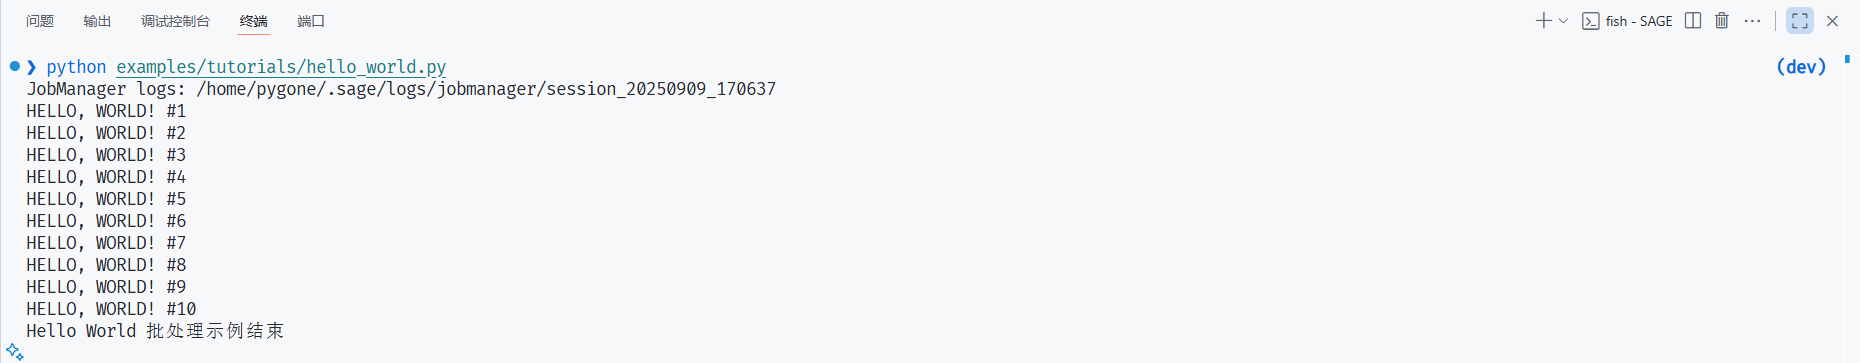 问题 输出 调试控制台 终端 端口 fish - SAGE
❯ python examples/tutorials/hello_world.py (dev)
JobManager logs: /home/pygone/.sage/logs/jobmanager/session_20250909_170637
HELLO, WORLD! #1
HELLO, WORLD! #2
HELLO, WORLD! #3
HELLO, WORLD! #4
HELLO, WORLD! #5
HELLO, WORLD! #6
HELLO, WORLD! #7
HELLO, WORLD! #8
HELLO, WORLD! #9
HELLO, WORLD! #10
Hello World 批处理示例结束